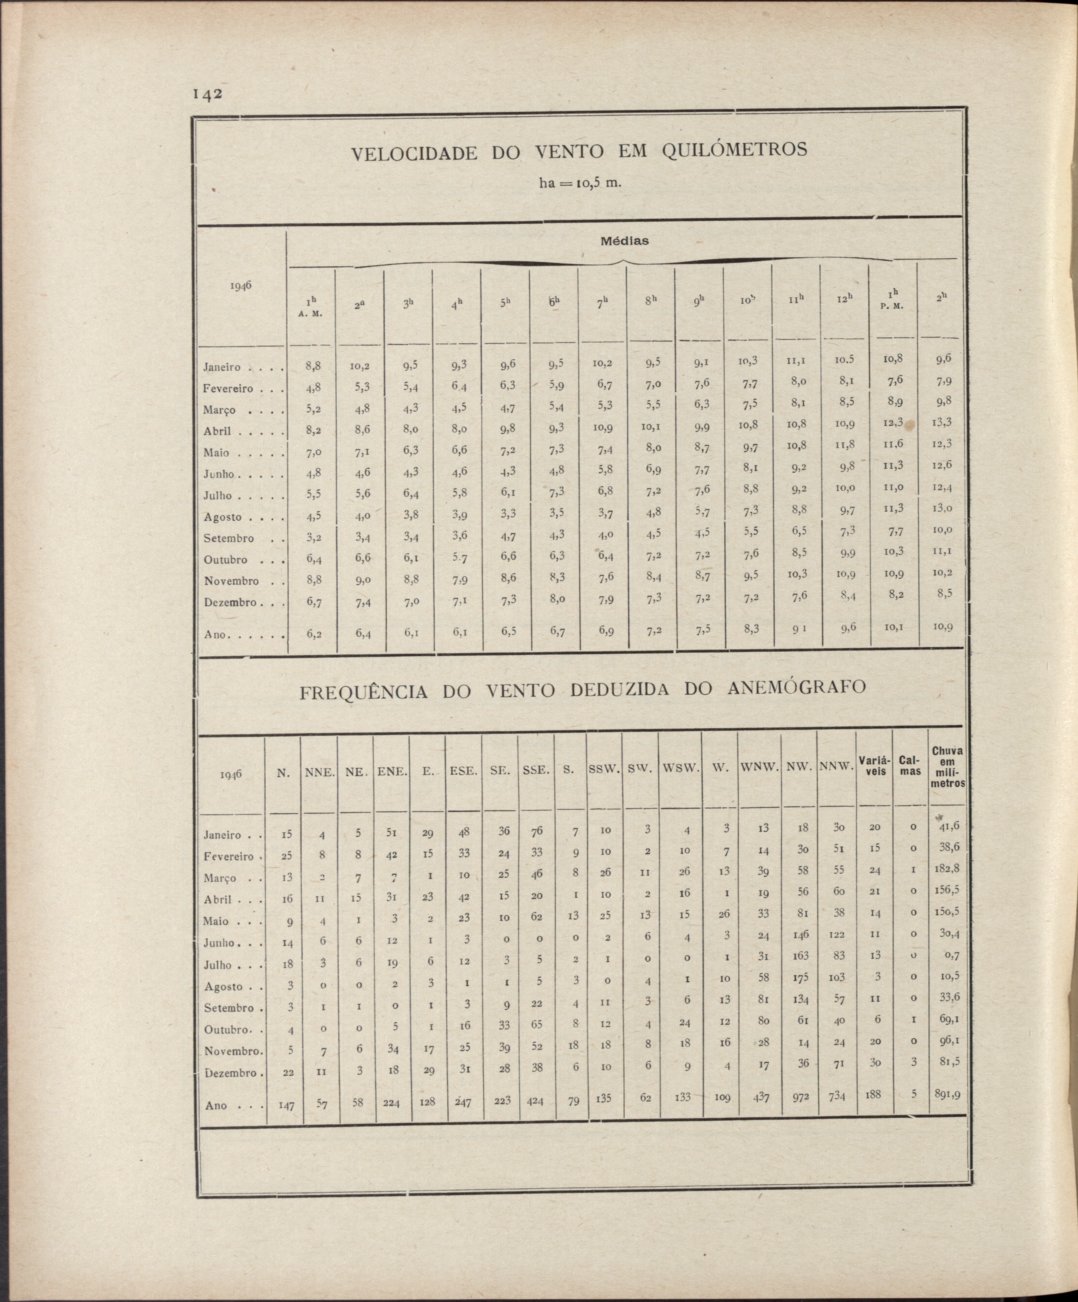 142
VELOCIDADE DO VENTO EM QUILÓMETROS
ha = 10,5 m.
1946 Médias
1h A. M. 2h 3h 4h 5h 6h 7h 8h 9h 10h 11h 12h 1h P. M. 2h
Janeiro . . . . 8,8 10,2 9,5 9,3 9,6 9,5 10,2 9,5 9,1 10,3 11,1 10.5 10,8 9,6
Fevereiro . . . 4,8 5,3 5,4 6 4 6,3 5,9 6,7 7,0 7,6 7,7 8,0 8,1 7,6 7,9
Março . . . . 5,2 4,8 4,3 4,5 4,7 5,4 5,3 5,5 6,3 7,5 8,1 8,5 8,9 9,8
Abril . . . . . 8,2 8,6 8,0 8,0 9,8 9,3 10,9 10,1 9,9 10,8 10,8 10,9 12,3 13,3
Maio . . . . . 7,0 7,1 6,3 6,6 7,2 7,3 7,4 8,0 8,7 9,7 10,8 11,8 11,6 12,3
Junho . . . . . 4,8 4,6 4,3 4,6 4,3 4,8 5,8 6,9 7,7 8,1 9,2 9,8 11,3 12,6
Julho . . . . . 5,5 5,6 6,4 5,8 6,1 7,3 6,8 7,2 7,6 8,8 9,2 10,0 11,0 12,4
Agosto . . . . 4,5 4,0 3,8 3,9 3,3 3,5 3,7 4,8 5,7 7,3 8,8 9,7 11,3 13,0
Setembro . . 3,2 3,4 3,4 3,6 4,7 4,3 4,0 4,5 4,5 5,5 6,5 7,3 7,7 10,0
Outubro . . . 6,4 6,6 6,1 5.7 6,6 6,3 6,4 7,2 7,2 7,6 8,5 9,9 10,3 11,1
Novembro . . 8,8 9,0 8,8 7,9 8,6 8,3 7,6 8,4 8,7 9,5 10,3 10,9 10,9 10,2
Dezembro . . . 6,7 7,4 7,0 7,1 7,3 8,0 7,9 7,3 7,2 7,2 7,6 8,4 8,2 8,5
Ano . . . . . . 6,2 6,4 6,1 6,1 6,5 6,7 6,9 7,2 7,5 8,3 9 1 9,6 10,1 10,9
FREQUÊNCIA DO VENTO DEDUZIDA DO ANEMÓGRAFO
1946 N. NNE. NE. ENE. E. ESE. SE. SSE. S. SSW. SW. WSW. W. WNW. NW. NNW. Variá-veis Cal-mas Chuva em milí-metros
Janeiro . . 15 4 5 51 29 48 36 76 7 10 3 4 3 13 18 30 20 0 41,6
Fevereiro . 25 8 8 42 15 33 24 33 9 10 2 10 7 14 30 51 15 0 38,6
Março . . 13 2 7 7 1 10 25 46 8 26 11 26 13 39 58 55 24 1 182,8
Abril . . . 16 11 15 31 23 42 15 20 1 10 2 16 1 19 56 60 21 0 156,5
Maio . . . 9 4 1 3 2 23 10 62 13 25 13 15 26 33 81 38 14 0 150,5
Junho . . . 14 6 6 12 1 3 0 0 0 2 6 4 3 24 146 122 11 0 30,4
Julho . . . 18 3 6 19 6 12 3 5 2 1 0 0 1 31 163 83 13 0 0,7
Agosto . . 3 0 0 2 3 1 1 5 3 0 4 1 10 58 175 103 3 0 10,5
Setembro . 3 1 1 0 1 3 9 22 4 11 3 6 13 81 134 57 11 0 33,6
Outubro . . 4 0 0 5 1 16 33 65 8 12 4 24 12 80 61 40 6 1 69,1
Novembro. 5 7 6 34 17 25 39 52 18 18 8 18 16 28 14 24 20 0 96,1
Dezembro . 22 11 3 18 29 31 28 38 6 10 6 9 4 17 36 71 30 3 81,5
Ano . . . 147 57 58 224 128 247 223 424 79 135 62 133 109 437 972 734 188 5 891,9